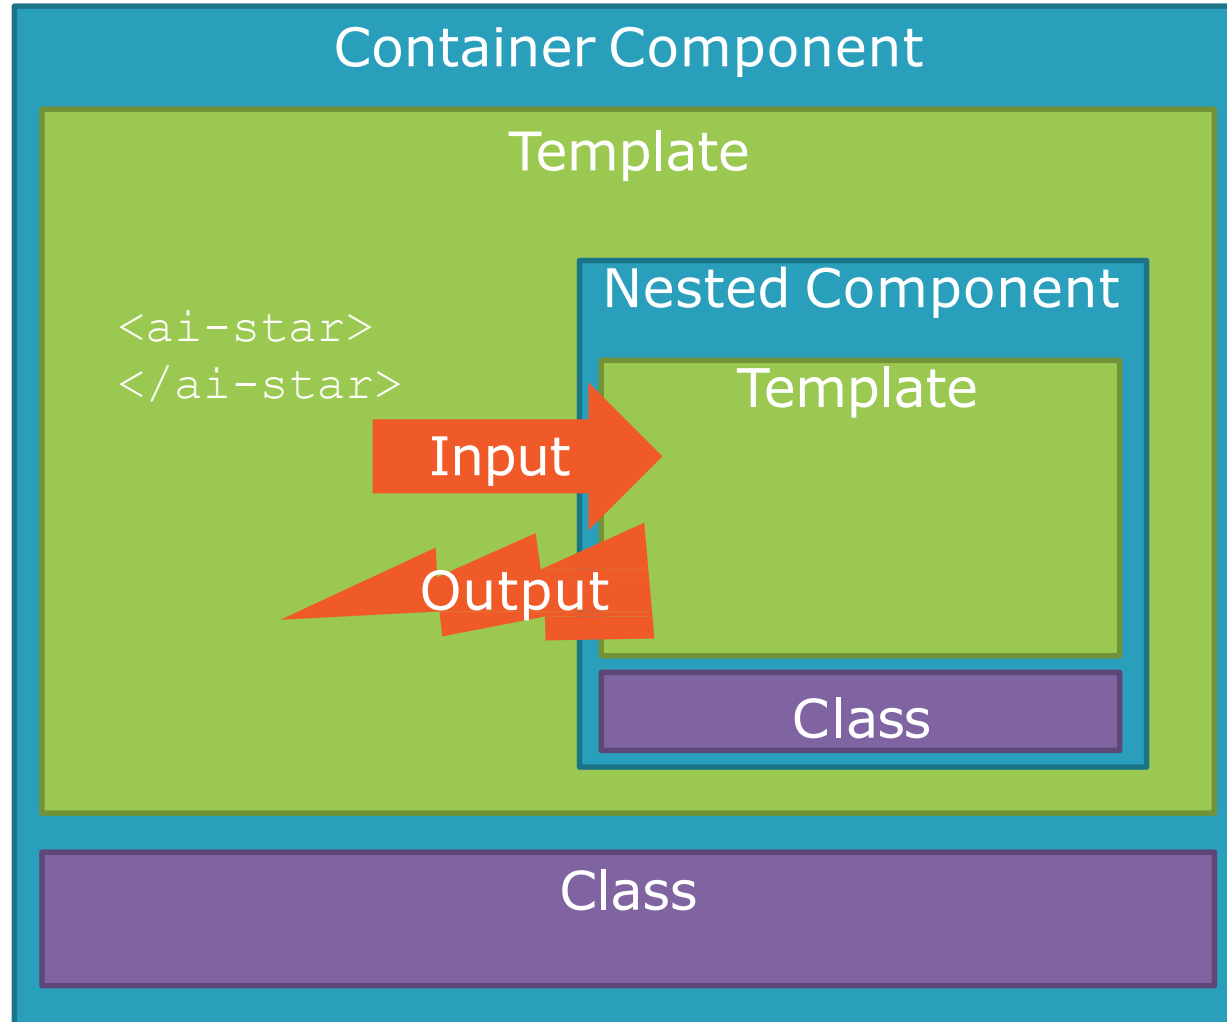 Container Component
Template
Nested Component
<ai-star>
</ai-star>
Template
Input
Output
Class
Class